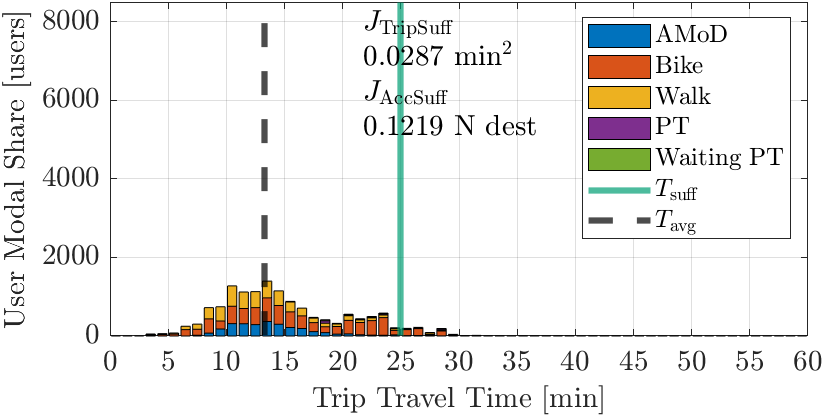 8000
6000
4000
2000
0
User Modal Share [users]
J_TripSuff
0.0287 min²
J_AccSuff
0.1219 N dest
AMoD
Bike
Walk
PT
Waiting PT
T_suff
T_avg
0 5 10 15 20 25 30 35 40 45 50 55 60
Trip Travel Time [min]